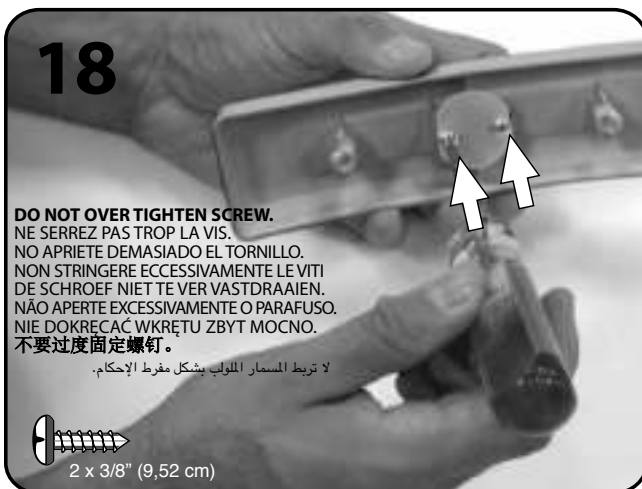 18
DO NOT OVER TIGHTEN SCREW.
NE SERREZ PAS TROP LA VIS.
NO APRIETE DEMASIADO EL TORNILLO.
NON STRINGERE ECCESSIVAMENTE LE VITI
DE SCHROEF NIET TE VER VASTDRAAIEN.
NÃO APERTE EXCESSIVAMENTE O PARAFUSO.
NIE DOKRĘCAĆ WKRĘTU ZBYT MOCNO.
不要过度固定螺钉。
لا تربط المسمار الملولب بشكل مفرط الإحكام.
2 x 3/8" (9,52 cm)